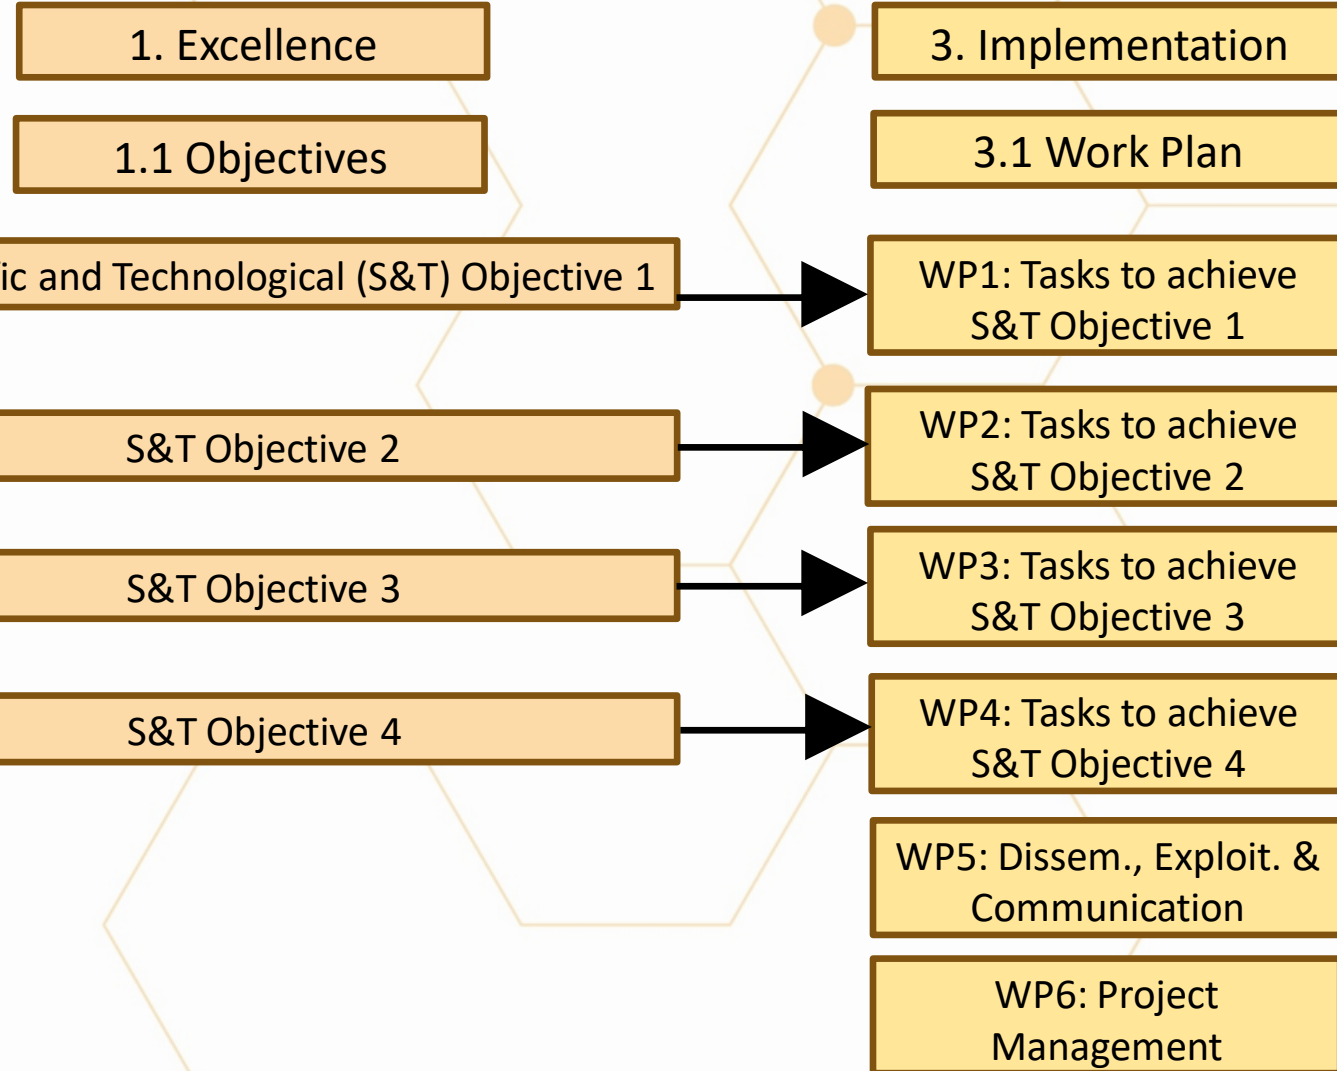 1. Excellence
1.1 Objectives
ic and Technological (S&T) Objective 1
S&T Objective 2
S&T Objective 3
S&T Objective 4
3. Implementation
3.1 Work Plan
WP1: Tasks to achieve
S&T Objective 1
WP2: Tasks to achieve
S&T Objective 2
WP3: Tasks to achieve
S&T Objective 3
WP4: Tasks to achieve
S&T Objective 4
WP5: Dissem., Exploit. &
Communication
WP6: Project
Management